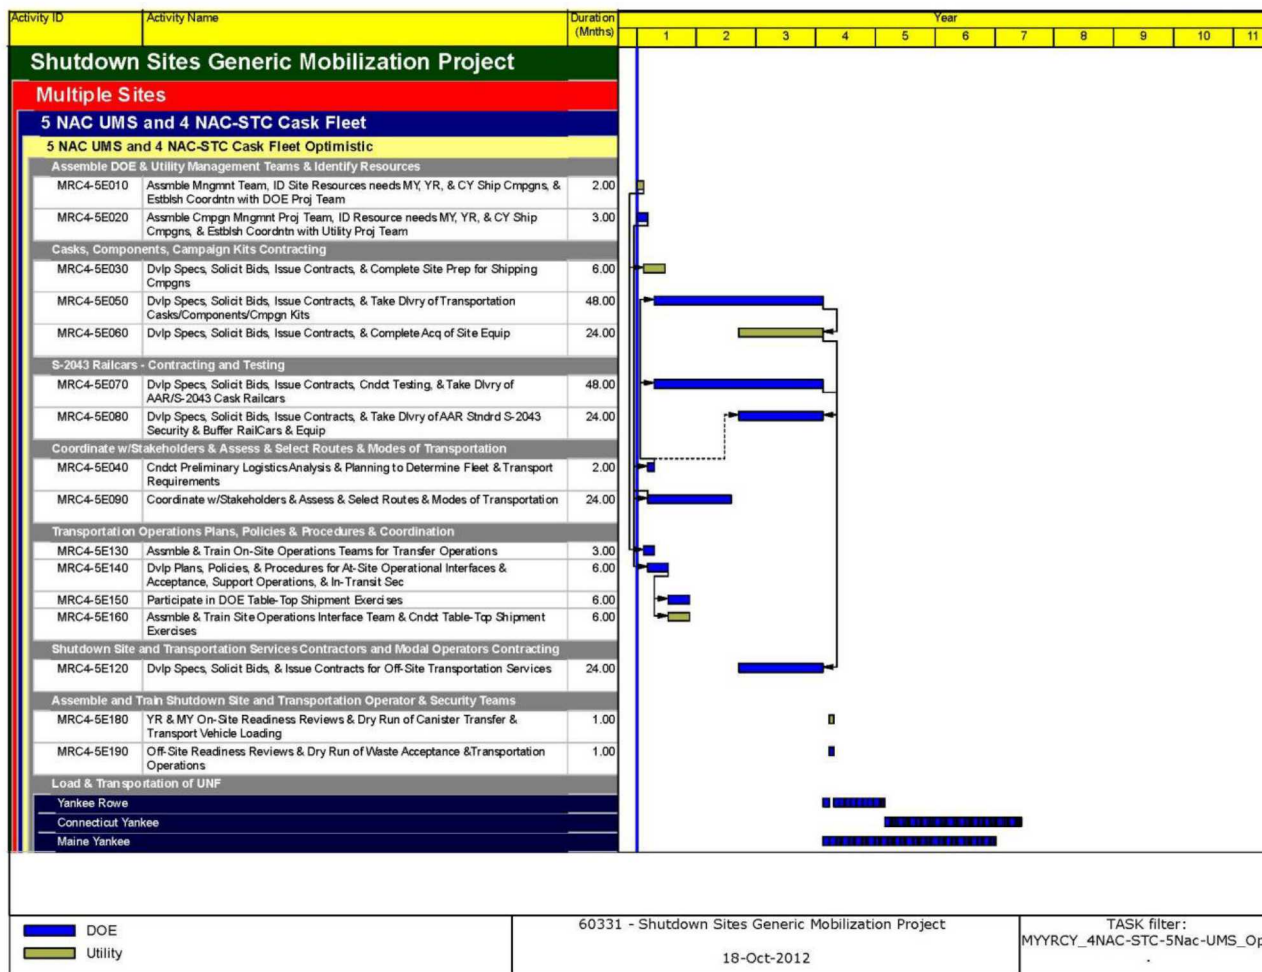 Activity ID Activity Name Duration Year
(Mnths) 1 2 3 4 5 6 7 8 9 10 11
Shutdown Sites Generic Mobilization Project
Multiple Sites
5 NAC UMS and 4 NAC-STC Cask Fleet
5 NAC UMS and 4 NAC-STC Cask Fleet Optimistic
Assemble DOE & Utility Management Teams & Identify Resources
MRC4-5E010 Assmble Mngmnt Team, ID Site Resources needs MY, YR, & CY Ship Cmpgns, & 2.00
Estblsh Coordntn with DOE Proj Team
MRC4-5E020 Assmble Cmpgn Mngmnt Proj Team, ID Resource needs MY, YR, & CY Ship 3.00
Cmpgns, & Estblsh Coordntn with Utility Proj Team
Casks, Components, Campaign Kits Contracting
MRC4-5E030 Dvlp Specs, Solicit Bids, Issue Contracts, & Complete Site Prep for Shipping 6.00
Cmpgns
MRC4-5E050 Dvlp Specs, Solicit Bids, Issue Contracts, & Take Dlvry of Transportation 48.00
Casks/Components/Cmpgn Kits
MRC4-5E060 Dvlp Specs, Solicit Bids, Issue Contracts, & Complete Acq of Site Equip 24.00
S-2043 Railcars - Contracting and Testing
MRC4-5E070 Dvlp Specs, Solicit Bids, Issue Contracts, Cndct Testing, & Take Dlvry of 48.00
AAR/S-2043 Cask Railcars
MRC4-5E080 Dvlp Specs, Solicit Bids, Issue Contracts, & Take Dlvry of AAR Stndrd S-2043 24.00
Security & Buffer RailCars & Equip
Coordinate w/Stakeholders & Assess & Select Routes & Modes of Transportation
MRC4-5E040 Cndct Preliminary Logistics Analysis & Planning to Determine Fleet & Transport 2.00
Requirements
MRC4-5E090 Coordinate w/Stakeholders & Assess & Select Routes & Modes of Transportation 24.00
Transportation Operations Plans, Policies & Procedures & Coordination
MRC4-5E130 Assmble & Train On-Site Operations Teams for Transfer Operations 3.00
MRC4-5E140 Dvlp Plans, Policies, & Procedures for At-Site Operational Interfaces & 6.00
Acceptance, Support Operations, & In-Transit Sec
MRC4-5E150 Participate in DOE Table-Top Shipment Exercises 6.00
MRC4-5E160 Assmble & Train Site Operations Interface Team & Cndct Table-Top Shipment 6.00
Exercises
Shutdown Site and Transportation Services Contractors and Modal Operators Contracting
MRC4-5E120 Dvlp Specs, Solicit Bids, & Issue Contracts for Off-Site Transportation Services 24.00
Assemble and Train Shutdown Site and Transportation Operator & Security Teams
MRC4-5E180 YR & MY On-Site Readiness Reviews & Dry Run of Canister Transfer & 1.00
Transport Vehicle Loading
MRC4-5E190 Off-Site Readiness Reviews & Dry Run of Waste Acceptance &Transportation 1.00
Operations
Load & Transportation of UNF
Yankee Rowe
Connecticut Yankee
Maine Yankee
DOE
Utility
60331 - Shutdown Sites Generic Mobilization Project
18-Oct-2012
TASK filter:
MYYRCY_4NAC-STC-5Nac-UMS_Op
.